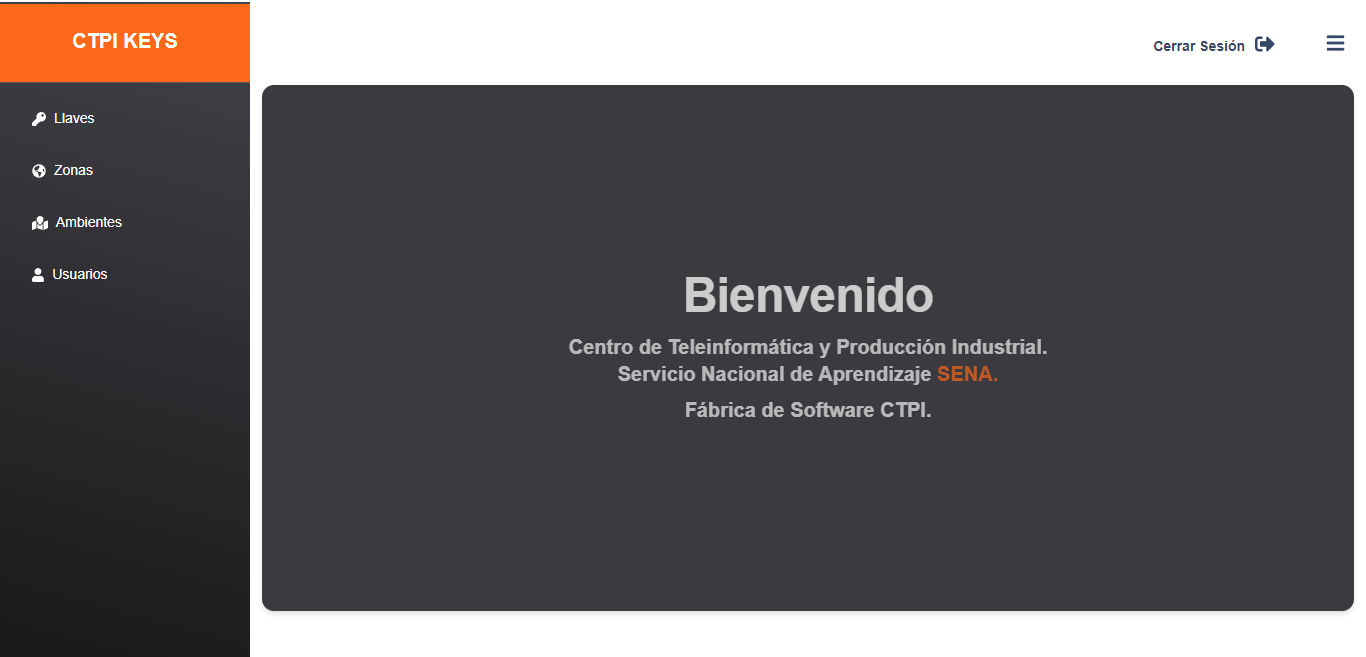 CTPI KEYS
Cerrar Sesión
Llaves
Zonas
Ambientes
Usuarios
Bienvenido
Centro de Teleinformática y Producción Industrial.
Servicio Nacional de Aprendizaje SENA.
Fábrica de Software CTPI.